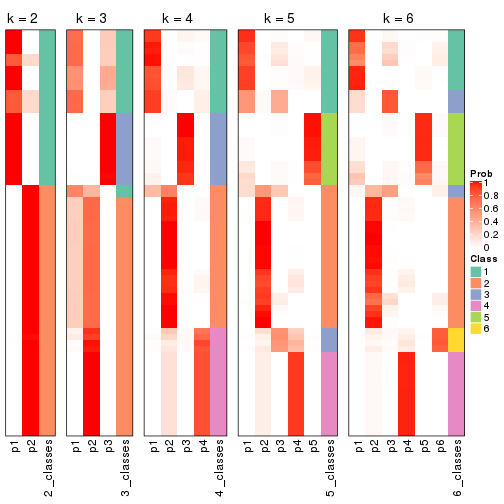 k = 2
k = 3
k = 4
k = 5
k = 6
Prob
1
0.8
0.6
0.4
0.2
0
Class
1
2
3
4
5
6
p1
p2
2_classes
p1
p2
p3
3_classes
p1
p2
p3
p4
4_classes
p1
p2
p3
p4
p5
5_classes
p1
p2
p3
p4
p5
p6
6_classes